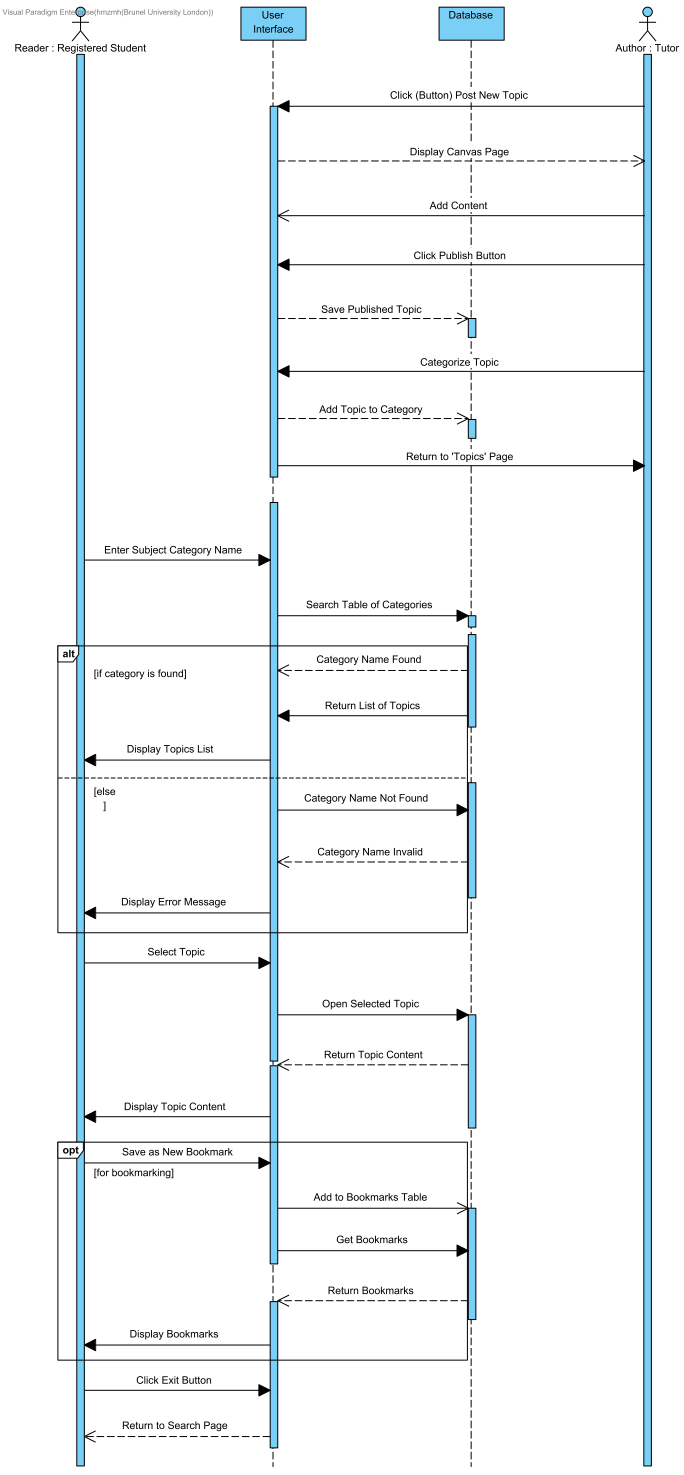 Visual Paradigm Enterprise(hmzmh(Brunel University London))
Reader : Registered Student
User
Interface
Database
Author : Tutor
Click (Button) Post New Topic
Display Canvas Page
Add Content
Click Publish Button
Save Published Topic
Categorize Topic
Add Topic to Category
Return to 'Topics' Page
Enter Subject Category Name
Search Table of Categories
alt
Category Name Found
[if category is found]
Return List of Topics
Display Topics List
[else
]
Category Name Not Found
Category Name Invalid
Display Error Message
Select Topic
Open Selected Topic
Return Topic Content
Display Topic Content
opt
Save as New Bookmark
[for bookmarking]
Add to Bookmarks Table
Get Bookmarks
Return Bookmarks
Display Bookmarks
Click Exit Button
Return to Search Page